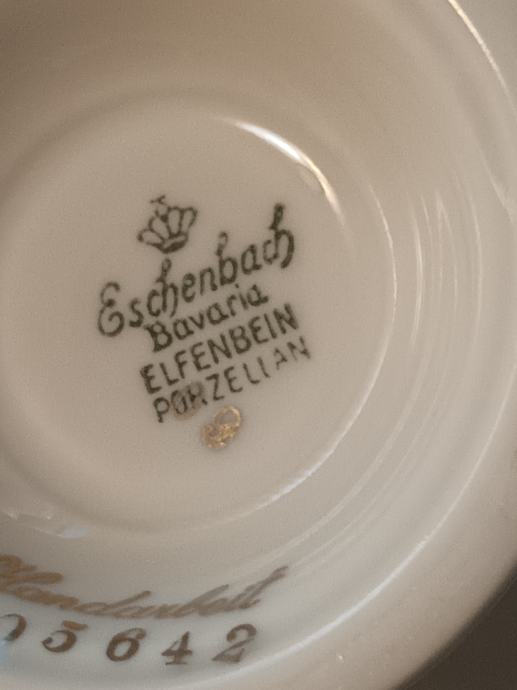 Eschenbach
Bavaria
ELFENBEIN
PORZELLAN
Handarbeit
5642